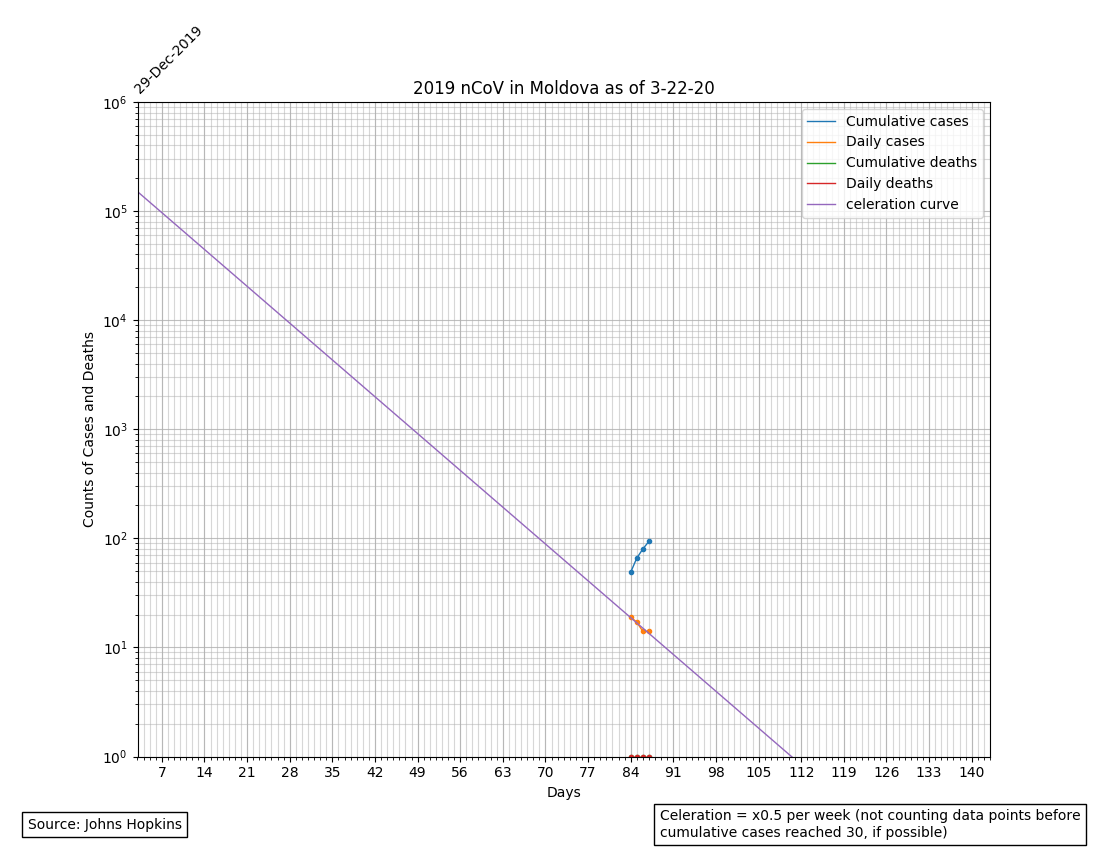 29-Dec-2019
2019 nCoV in Moldova as of 3-22-20
10^6
10^5
10^4
10^3
10^2
10^1
10^0
Counts of Cases and Deaths
Cumulative cases
Daily cases
Cumulative deaths
Daily deaths
celeration curve
7 14 21 28 35 42 49 56 63 70 77 84 91 98 105 112 119 126 133 140
Days
Source: Johns Hopkins
Celeration = x0.5 per week (not counting data points before
cumulative cases reached 30, if possible)